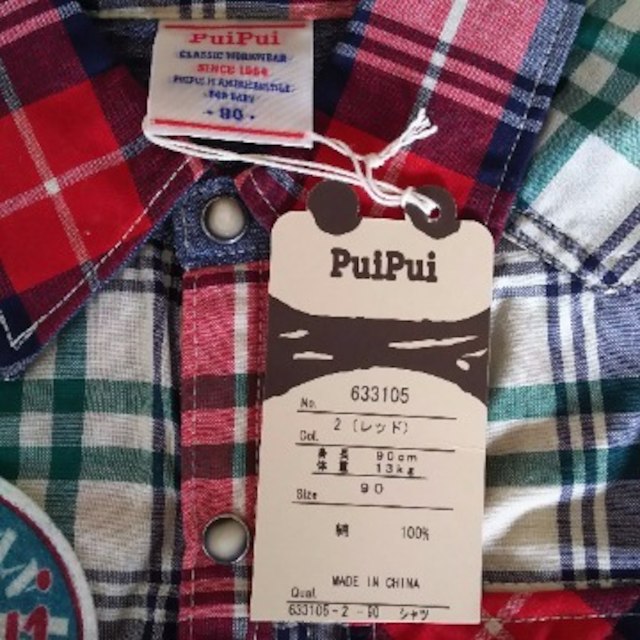 PuiPui
CLASSIC WORKWEAR
SINCE 1964
FOR BABY
・90・
PuiPui
No. 633105
2 (レッド)
Col.
身長 90cm
体重 13kg
90
Size
綿 100%
MADE IN CHINA
Qual.
633105-2-90 シャツ